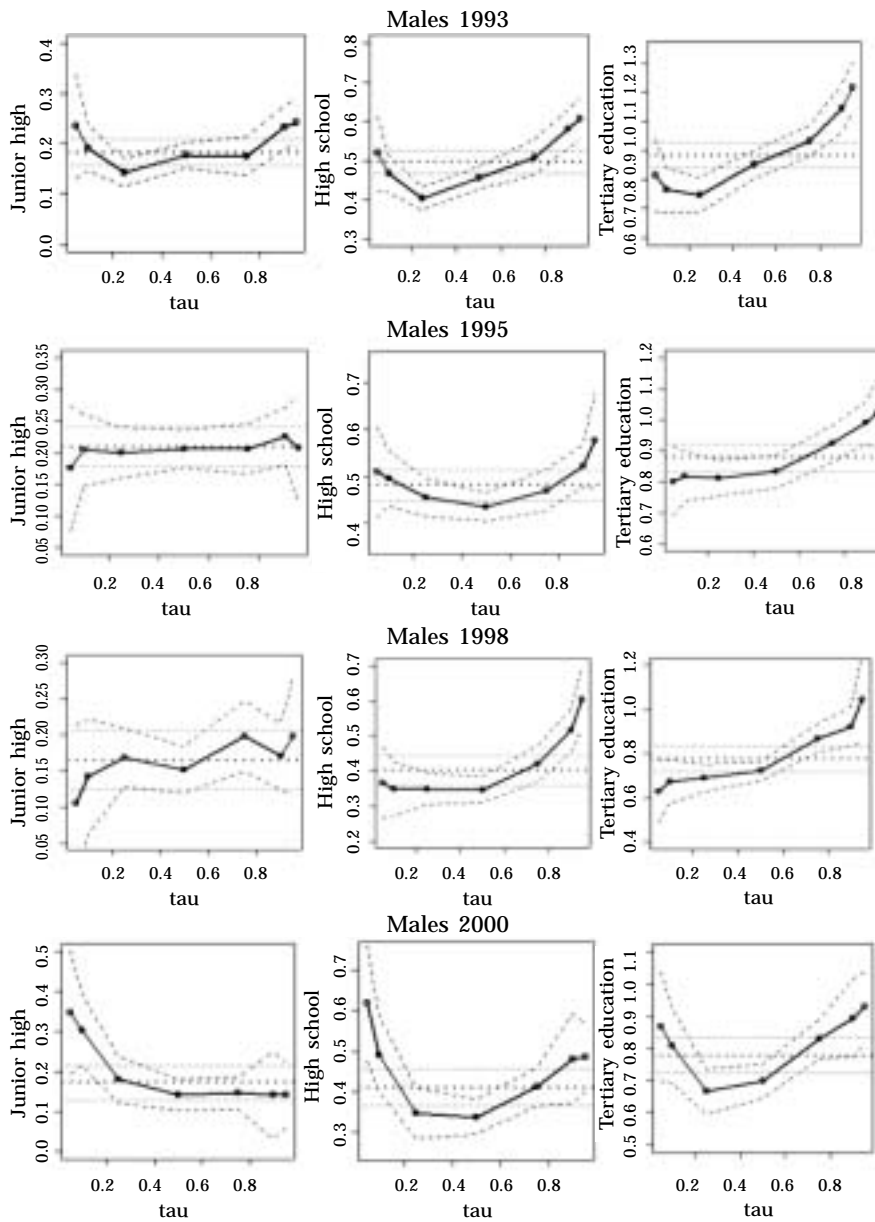 Males 1993
Junior high
0.0 0.1 0.2 0.3 0.4
0.2 0.4 0.6 0.8
tau
High school
0.3 0.4 0.5 0.6 0.7 0.8
0.2 0.4 0.6 0.8
tau
Tertiary education
0.6 0.7 0.8 0.9 1.0 1.1 1.2 1.3
0.2 0.4 0.6 0.8
tau
Males 1995
Junior high
0.05 0.10 0.15 0.20 0.25 0.30 0.35
0.2 0.4 0.6 0.8
tau
High school
0.4 0.5 0.6 0.7
0.2 0.4 0.6 0.8
tau
Tertiary education
0.6 0.7 0.8 0.9 1.0 1.1 1.2
0.2 0.4 0.6 0.8
tau
Males 1998
Junior high
0.05 0.10 0.15 0.20 0.25 0.30
0.2 0.4 0.6 0.8
tau
High school
0.2 0.3 0.4 0.5 0.6 0.7
0.2 0.4 0.6 0.8
tau
Tertiary education
0.4 0.6 0.8 1.0 1.2
0.2 0.4 0.6 0.8
tau
Males 2000
Junior high
0.0 0.1 0.2 0.3 0.4 0.5
0.2 0.4 0.6 0.8
tau
High school
0.3 0.4 0.5 0.6 0.7
0.2 0.4 0.6 0.8
tau
Tertiary education
0.5 0.6 0.7 0.8 0.9 1.0 1.1
0.2 0.4 0.6 0.8
tau